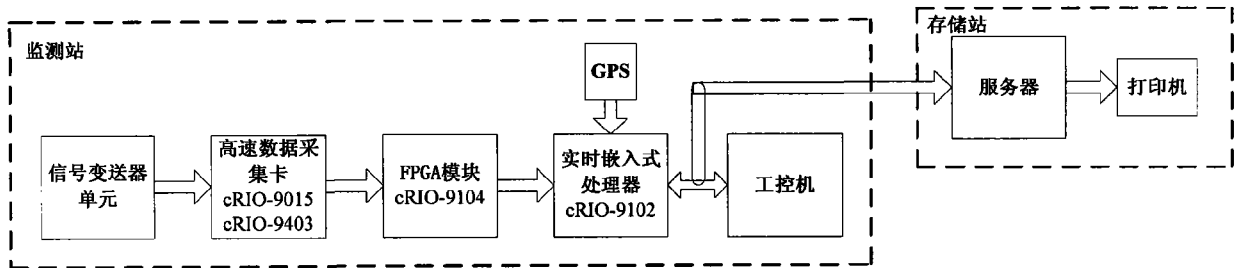 监测站
存储站
GPS
服务器
打印机
信号变送器
单元
高速数据采
集卡
cRIO-9015
cRIO-9403
FPGA模块
cRIO-9104
实时嵌入式
处理器
cRIO-9102
工控机